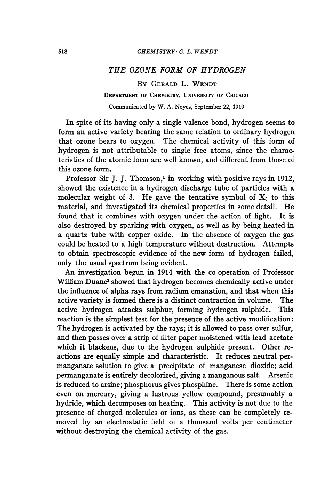 518 CHEMISTRY: G. L. WENDT
THE OZONE FORM OF HYDROGEN
BY GERALD L. WENDT
DEPARTMENT OF CHEMISTRY, UNIVERSITY OF CHICAGO
Communicated by W. A. Noyes, September 22, 1919
In spite of its having only a single valence bond, hydrogen seems to
form an active variety bearing the same relation to ordinary hydrogen
that ozone bears to oxygen. The chemical activity of this form of
hydrogen is not attributable to single free atoms, since the charac-
teristics of the atomic form are well known, and different from those of
this ozone form.
Professor Sir J. J. Thomson,¹ in working with positive rays in 1912,
showed the existence in a hydrogen discharge tube of particles with a
molecular weight of 3. He gave the tentative symbol of X₃ to this
material, and investigated its chemical properties in some detail. He
found that it combines with oxygen under the action of light. It is
also destroyed by sparking with oxygen, as well as by being heated in
a quartz tube with copper oxide. In the absence of oxygen the gas
could be heated to a high temperature without destruction. Attempts
to obtain spectroscopic evidence of the new form of hydrogen failed,
only the usual spectrum being evident.
An investigation begun in 1914 with the co-operation of Professor
William Duane² showed that hydrogen becomes chemically active under
the influence of alpha rays from radium emanation, and that when this
active variety is formed there is a distinct contraction in volume. The
active hydrogen attacks sulphur, forming hydrogen sulphide. This
reaction is the simplest test for the presence of the active modification:
The hydrogen is activated by the rays; it is allowed to pass over sulfur,
and then passes over a strip of filter paper moistened with lead acetate
which it blackens, due to the hydrogen sulphide present. Other re-
actions are equally simple and characteristic. It reduces neutral per-
manganate solution to give a precipitate of manganese dioxide; acid
permanganate is entirely decolorized, giving a manganous salt. Arsenic
is reduced to arsine; phosphorus gives phosphine. There is some action
even on mercury, giving a lustrous yellow compound, presumably a
hydride, which decomposes on heating. This activity is not due to the
presence of charged molecules or ions, as these can be completely re-
moved by an electrostatic field of a thousand volts per centimeter
without destroying the chemical activity of the gas.